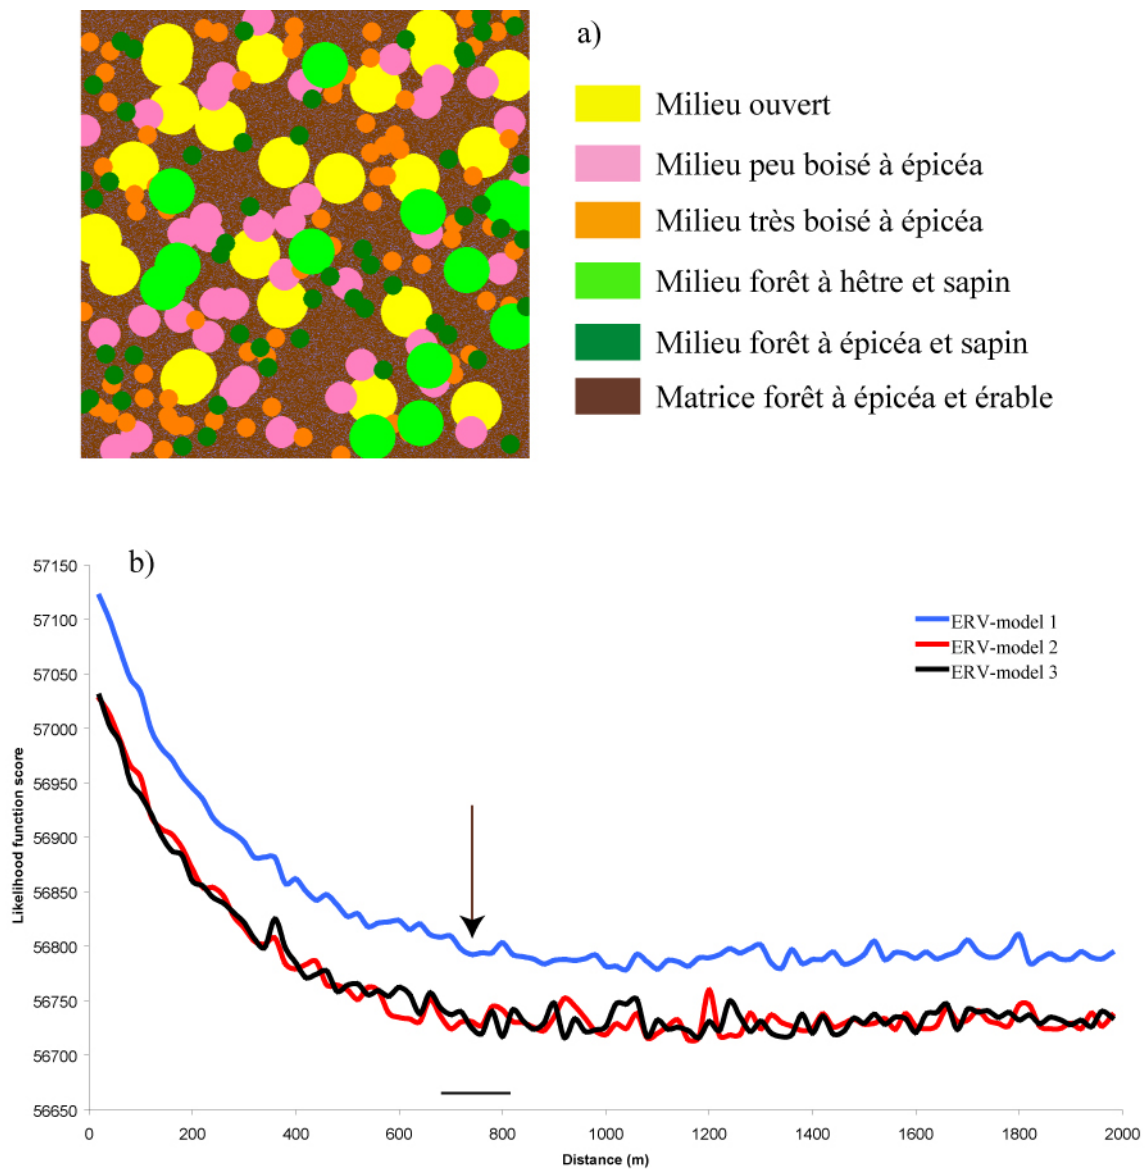 a)
Milieu ouvert
Milieu peu boisé à épicéa
Milieu très boisé à épicéa
Milieu forêt à hêtre et sapin
Milieu forêt à épicéa et sapin
Matrice forêt à épicéa et érable
b)
57150
57100
57050
57000
56950
56900
56850
56800
56750
56700
56650
Likelihood function score
ERV-model 1
ERV-model 2
ERV-model 3
0 200 400 600 800 1000 1200 1400 1600 1800 2000
Distance (m)